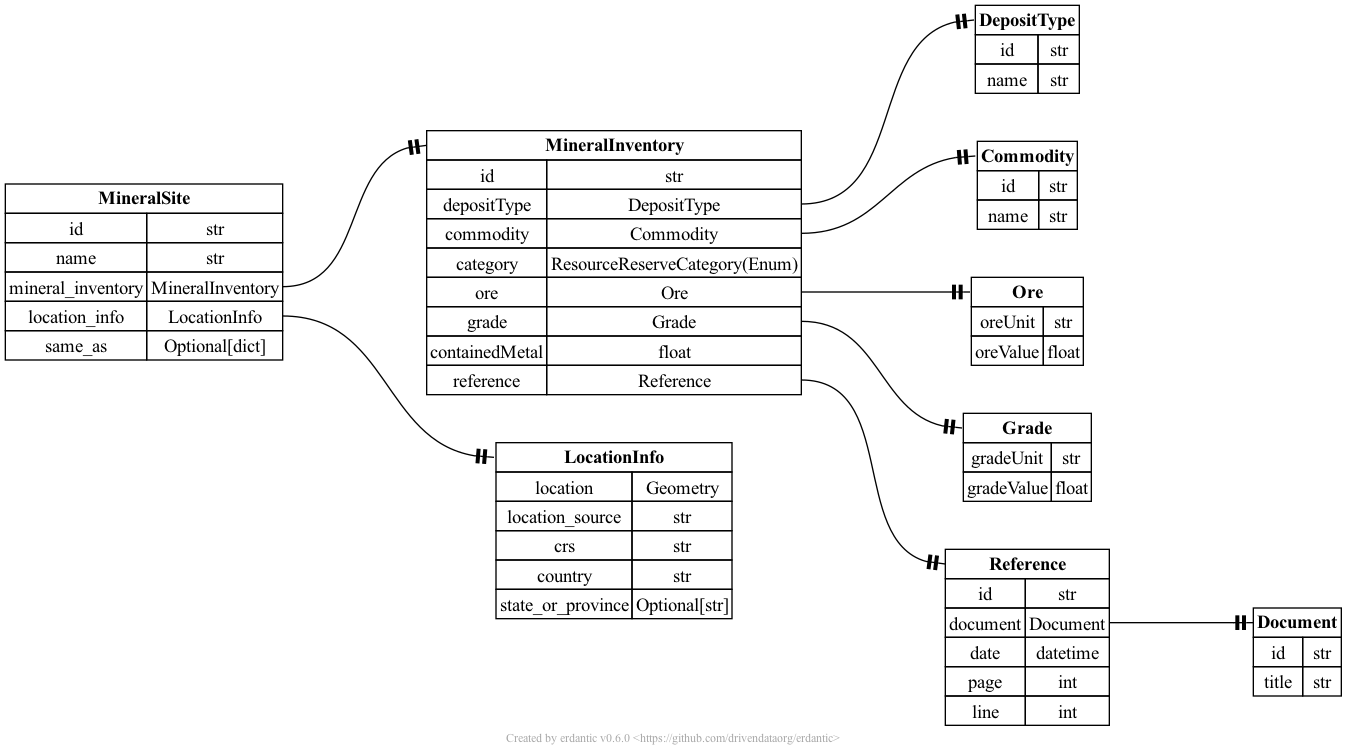 MineralSite
id str
name str
mineral_inventory MineralInventory
location_info LocationInfo
same_as Optional[dict]
MineralInventory
id str
depositType DepositType
commodity Commodity
category ResourceReserveCategory(Enum)
ore Ore
grade Grade
containedMetal float
reference Reference
LocationInfo
location Geometry
location_source str
crs str
country str
state_or_province Optional[str]
DepositType
id str
name str
Commodity
id str
name str
Ore
oreUnit str
oreValue float
Grade
gradeUnit str
gradeValue float
Reference
id str
document Document
date datetime
page int
line int
Document
id str
title str
Created by erdantic v0.6.0 <https://github.com/drivendataorg/erdantic>